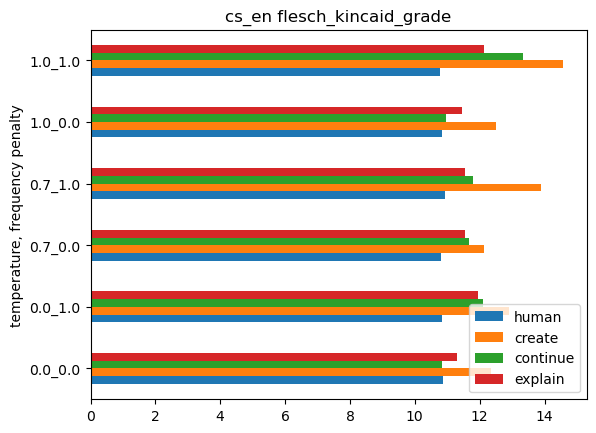 cs_en flesch_kincaid_grade
temperature, frequency penalty
1.0_1.0
1.0_0.0
0.7_1.0
0.7_0.0
0.0_1.0
0.0_0.0
human
create
continue
explain
0 2 4 6 8 10 12 14